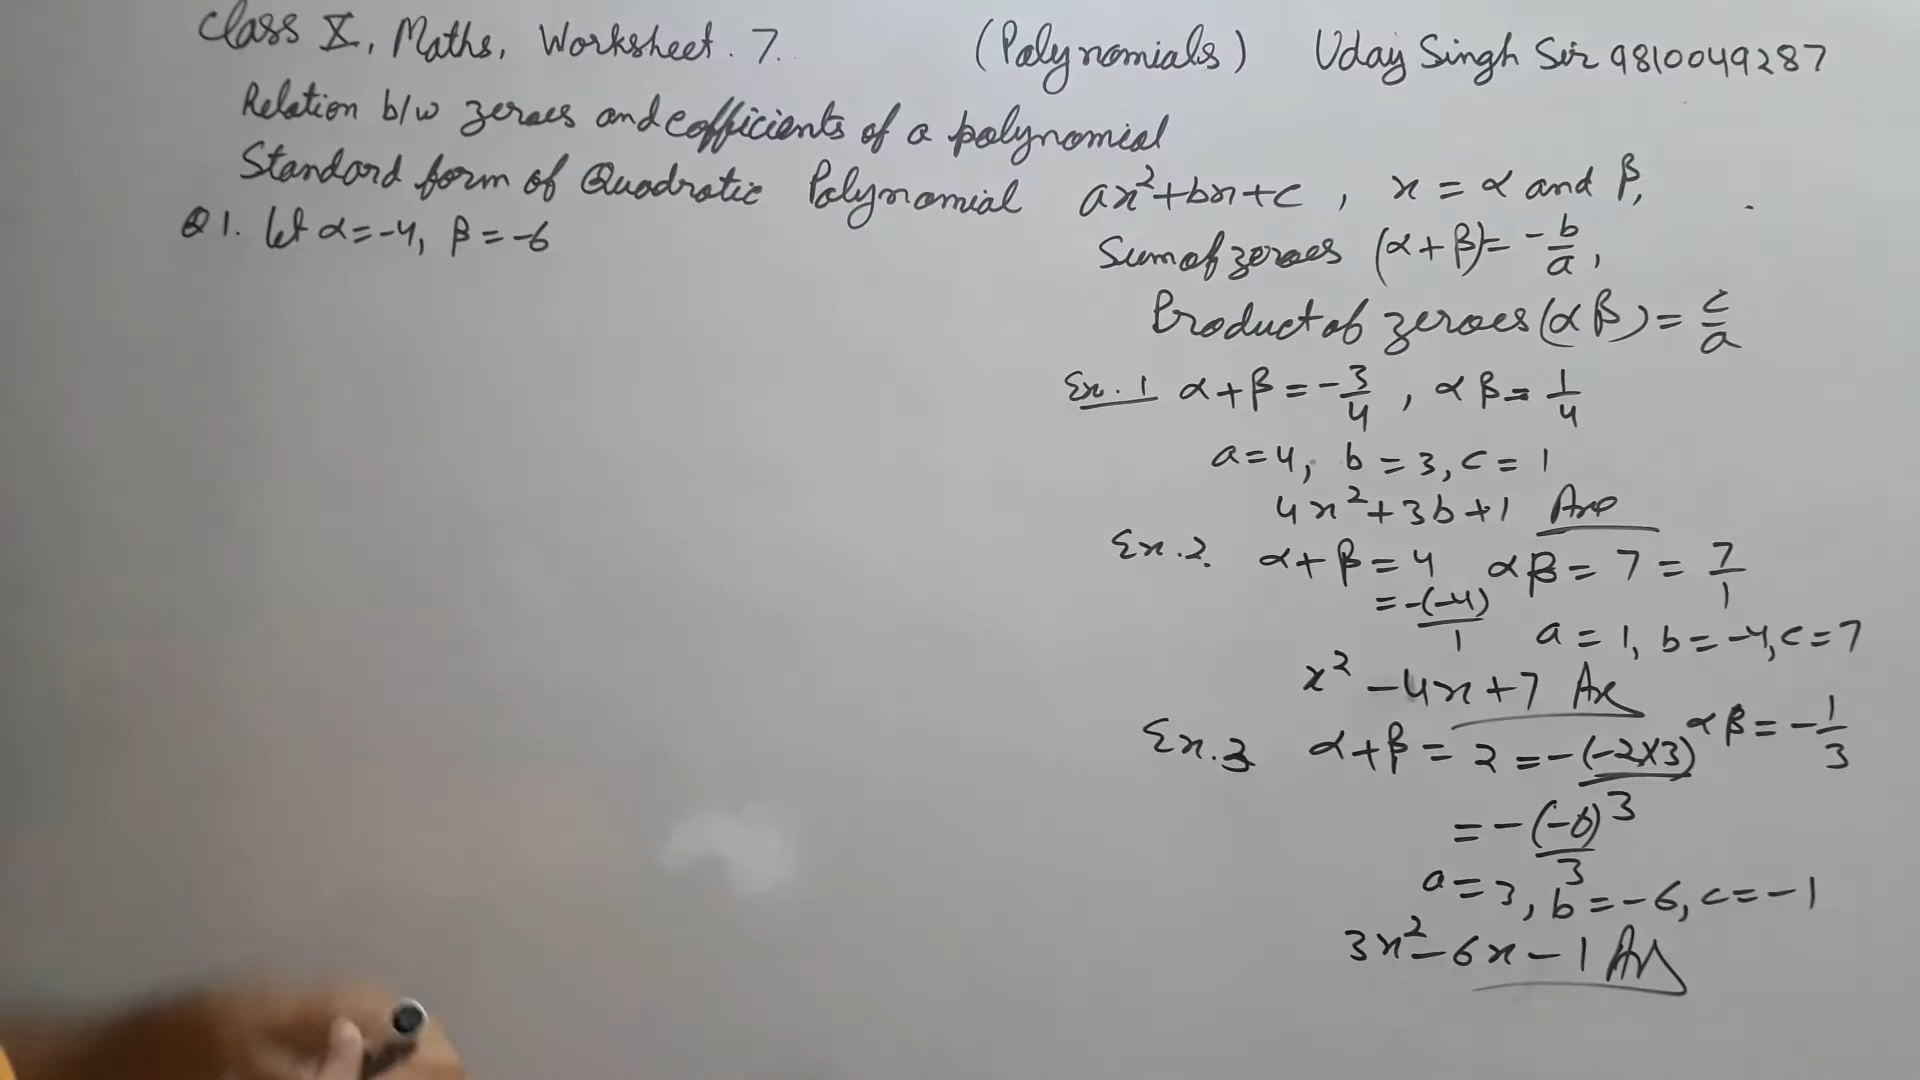 Class X, Maths, Worksheet. 7. (Polynomials) Uday Singh Sir 9810049287
Relation b/w zeroes and cofficients of a polynomial
Standard form of Quadratic Polynomial ax²+bx+c , x = α and β,
Q1. let α=-4, β=-6
Sum of zeroes (α+β)= -b/a,
Product of zeroes (αβ)= c/a
Ex. 1 α+β = -3/4 , αβ = 1/4
a=4, b=3, c=1
4x²+3b+1 Ans
Ex.2. α+β=4 αβ=7=7/1
= -(-4)/1 a=1, b=-4, c=7
x²-4x+7 Ans
Ex.3 α+β = 2 = -(-2×3)/3 αβ = -1/3
= -(-6)/3
a=3, b=-6, c=-1
3x²-6x-1 Ans